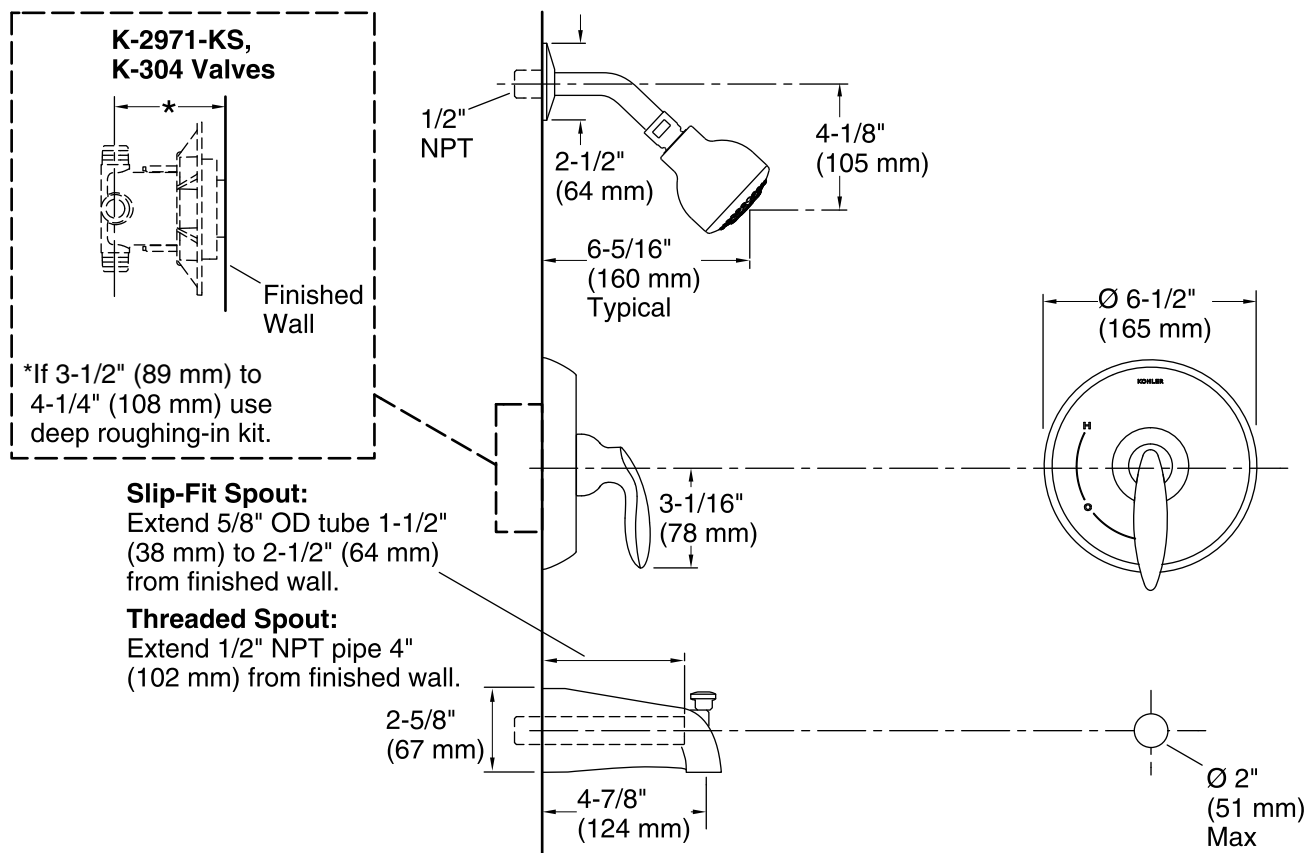 K-2971-KS,
K-304 Valves
*
Finished
Wall
*If 3-1/2" (89 mm) to
4-1/4" (108 mm) use
deep roughing-in kit.
1/2"
NPT
2-1/2"
(64 mm)
4-1/8"
(105 mm)
6-5/16"
(160 mm)
Typical
Ø 6-1/2"
(165 mm)
KOHLER
H
C
3-1/16"
(78 mm)
Slip-Fit Spout:
Extend 5/8" OD tube 1-1/2"
(38 mm) to 2-1/2" (64 mm)
from finished wall.
Threaded Spout:
Extend 1/2" NPT pipe 4"
(102 mm) from finished wall.
2-5/8"
(67 mm)
4-7/8"
(124 mm)
Ø 2"
(51 mm)
Max